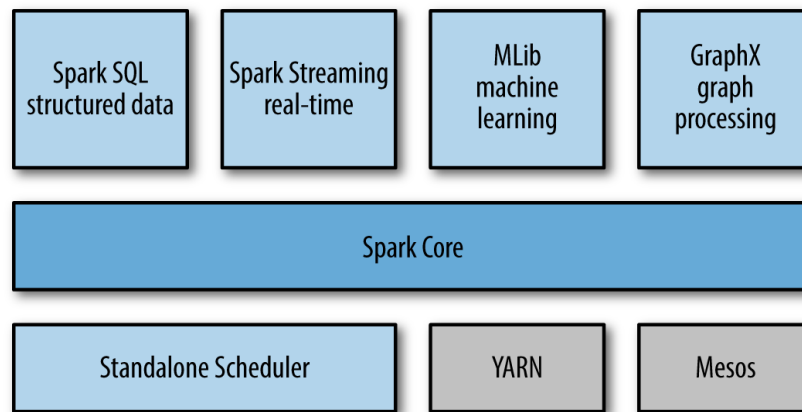 Spark SQL
structured data
Spark Streaming
real-time
MLib
machine
learning
GraphX
graph
processing
Spark Core
Standalone Scheduler
YARN
Mesos